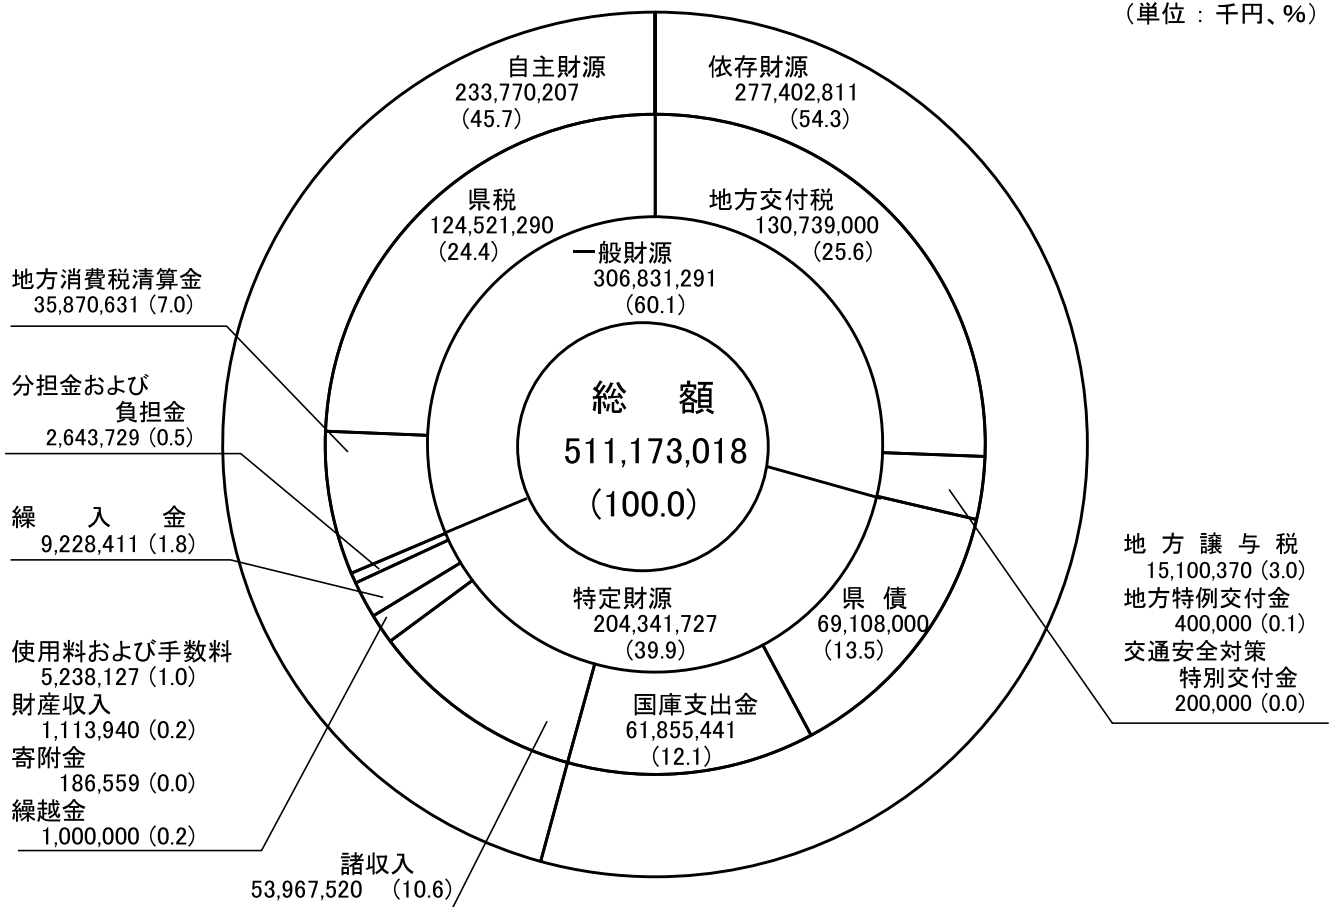 （単位：千円、%）
自主財源
233,770,207
(45.7)
依存財源
277,402,811
(54.3)
県税
124,521,290
(24.4)
地方交付税
130,739,000
(25.6)
一般財源
306,831,291
(60.1)
総　額
511,173,018
(100.0)
特定財源
204,341,727
(39.9)
県債
69,108,000
(13.5)
国庫支出金
61,855,441
(12.1)
地方消費税清算金
35,870,631 (7.0)
分担金および
負担金
2,643,729 (0.5)
繰　入　金
9,228,411 (1.8)
使用料および手数料
5,238,127 (1.0)
財産収入
1,113,940 (0.2)
寄附金
186,559 (0.0)
繰越金
1,000,000 (0.2)
諸収入
53,967,520 (10.6)
地方譲与税
15,100,370 (3.0)
地方特例交付金
400,000 (0.1)
交通安全対策
特別交付金
200,000 (0.0)